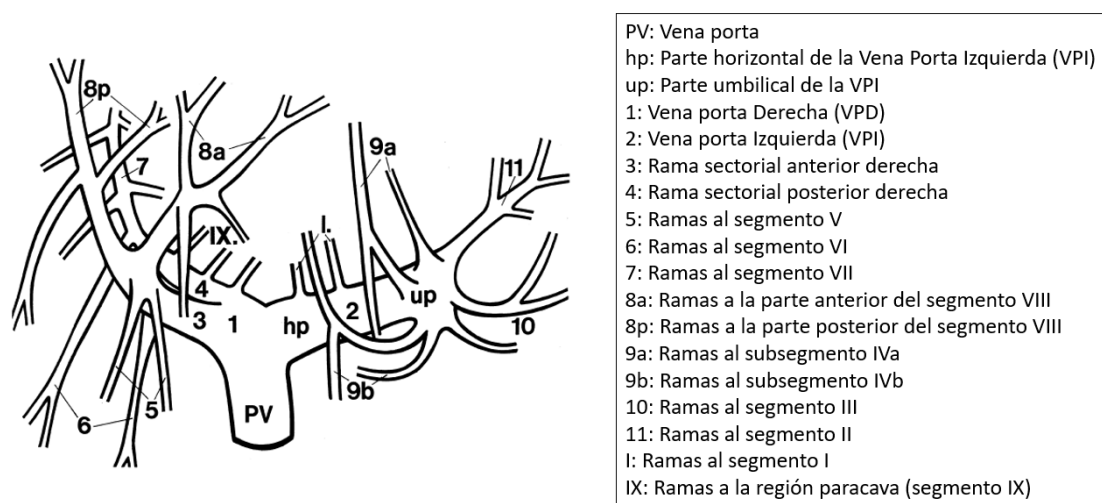 8p
8a
7
9a
11
IX.
I.
4
3
1
hp
2
up
10
9b
5
6
PV
PV: Vena porta
hp: Parte horizontal de la Vena Porta Izquierda (VPI)
up: Parte umbilical de la VPI
1: Vena porta Derecha (VPD)
2: Vena porta Izquierda (VPI)
3: Rama sectorial anterior derecha
4: Rama sectorial posterior derecha
5: Ramas al segmento V
6: Ramas al segmento VI
7: Ramas al segmento VII
8a: Ramas a la parte anterior del segmento VIII
8p: Ramas a la parte posterior del segmento VIII
9a: Ramas al subsegmento IVa
9b: Ramas al subsegmento IVb
10: Ramas al segmento III
11: Ramas al segmento II
I: Ramas al segmento I
IX: Ramas a la región paracava (segmento IX)